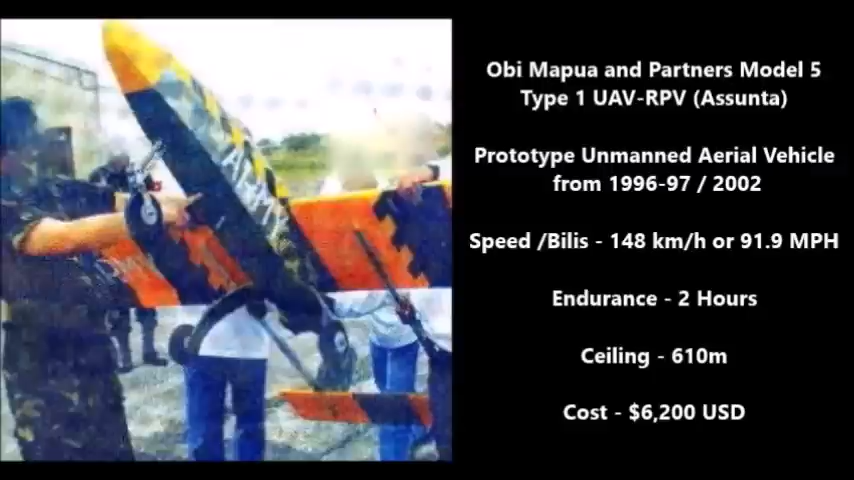 Obi Mapua and Partners Model 5
Type 1 UAV-RPV (Assunta)
Prototype Unmanned Aerial Vehicle
from 1996-97 / 2002
Speed /Bilis - 148 km/h or 91.9 MPH
Endurance - 2 Hours
Ceiling - 610m
Cost - $6,200 USD
ARMY